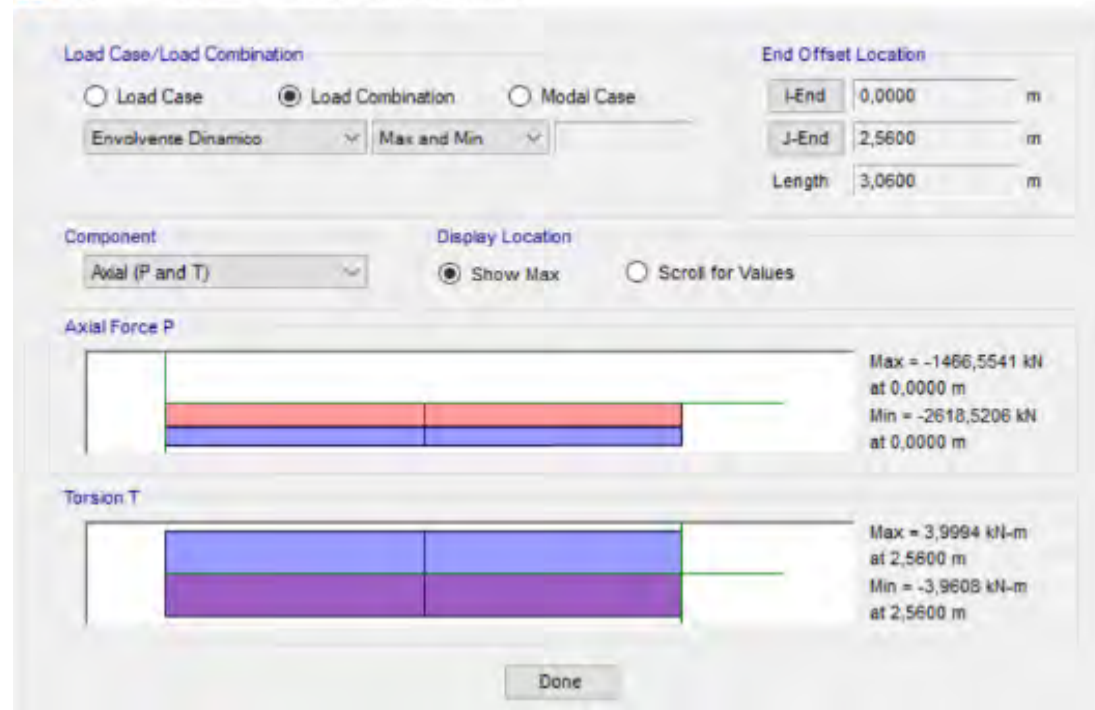 Load Case/Load Combination
End Offset Location
Load Case
Load Combination
Modal Case
I-End 0,0000 m
Envolvente Dinamico
Max and Min
J-End 2,5600 m
Length 3,0600 m
Component
Display Location
Axial (P and T)
Show Max
Scroll for Values
Axial Force P
Max = -1466,5541 kN
at 0,0000 m
Min = -2618,5206 kN
at 0,0000 m
Torsion T
Max = 3,9994 kN-m
at 2,5600 m
Min = -3,9608 kN-m
at 2,5600 m
Done